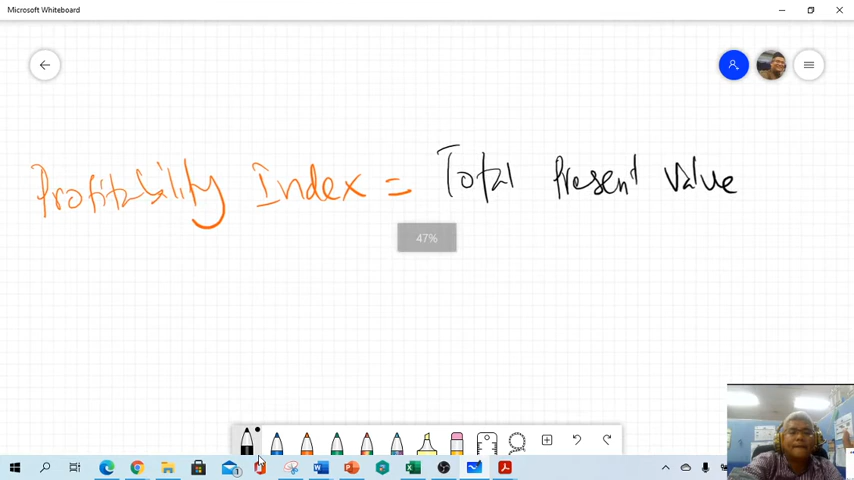 Microsoft Whiteboard
Profitability Index = Total Present Value
47%